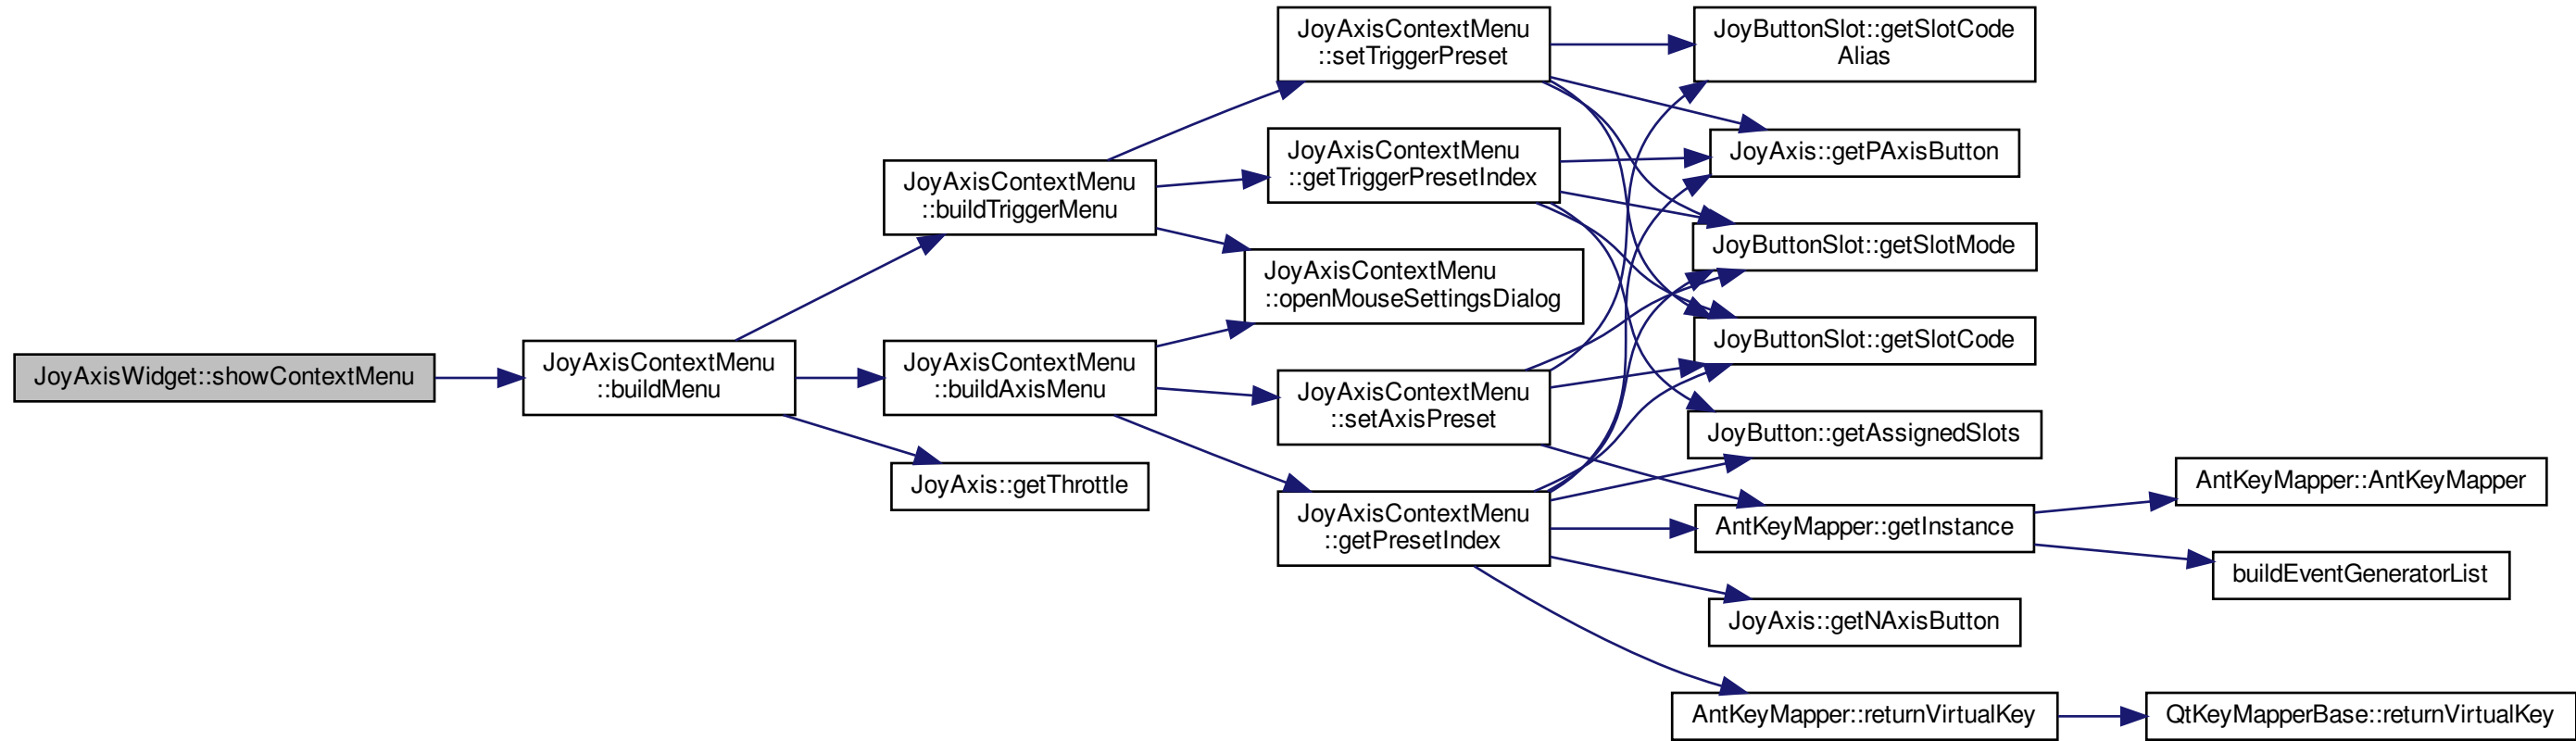 JoyAxisWidget::showContextMenu
JoyAxisContextMenu
::buildMenu
JoyAxisContextMenu
::buildTriggerMenu
JoyAxisContextMenu
::buildAxisMenu
JoyAxis::getThrottle
JoyAxisContextMenu
::setTriggerPreset
JoyAxisContextMenu
::getTriggerPresetIndex
JoyAxisContextMenu
::openMouseSettingsDialog
JoyAxisContextMenu
::setAxisPreset
JoyAxisContextMenu
::getPresetIndex
JoyButtonSlot::getSlotCode
Alias
JoyAxis::getPAxisButton
JoyButtonSlot::getSlotMode
JoyButtonSlot::getSlotCode
JoyButton::getAssignedSlots
AntKeyMapper::getInstance
JoyAxis::getNAxisButton
AntKeyMapper::returnVirtualKey
AntKeyMapper::AntKeyMapper
buildEventGeneratorList
QtKeyMapperBase::returnVirtualKey